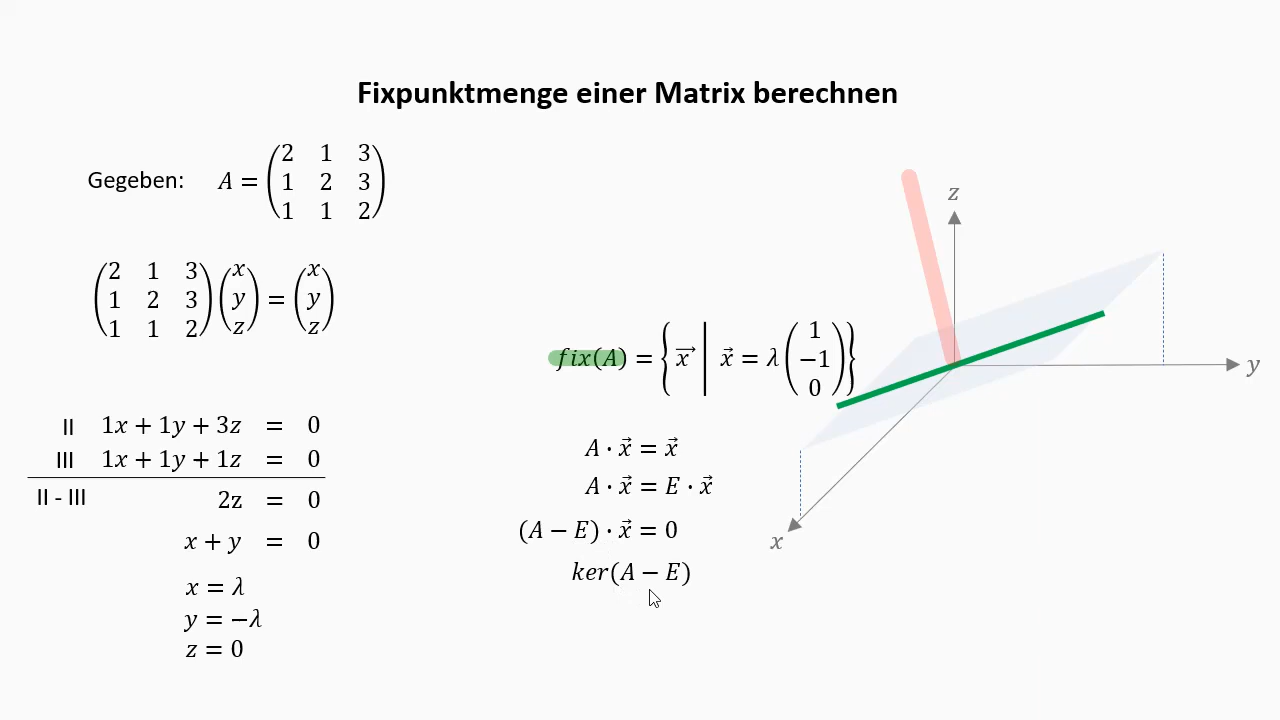 Fixpunktmenge einer Matrix berechnen
Gegeben: A = (2 1 3
1 2 3
1 1 2)
(2 1 3
1 2 3
1 1 2) (x
y
z) = (x
y
z)
II 1x + 1y + 3z = 0
III 1x + 1y + 1z = 0
II - III 2z = 0
x + y = 0
x = λ
y = −λ
z = 0
fix(A) = { x⃗ | x⃗ = λ (1
−1
0)}
A · x⃗ = x⃗
A · x⃗ = E · x⃗
(A − E) · x⃗ = 0
ker(A − E)
z
y
x